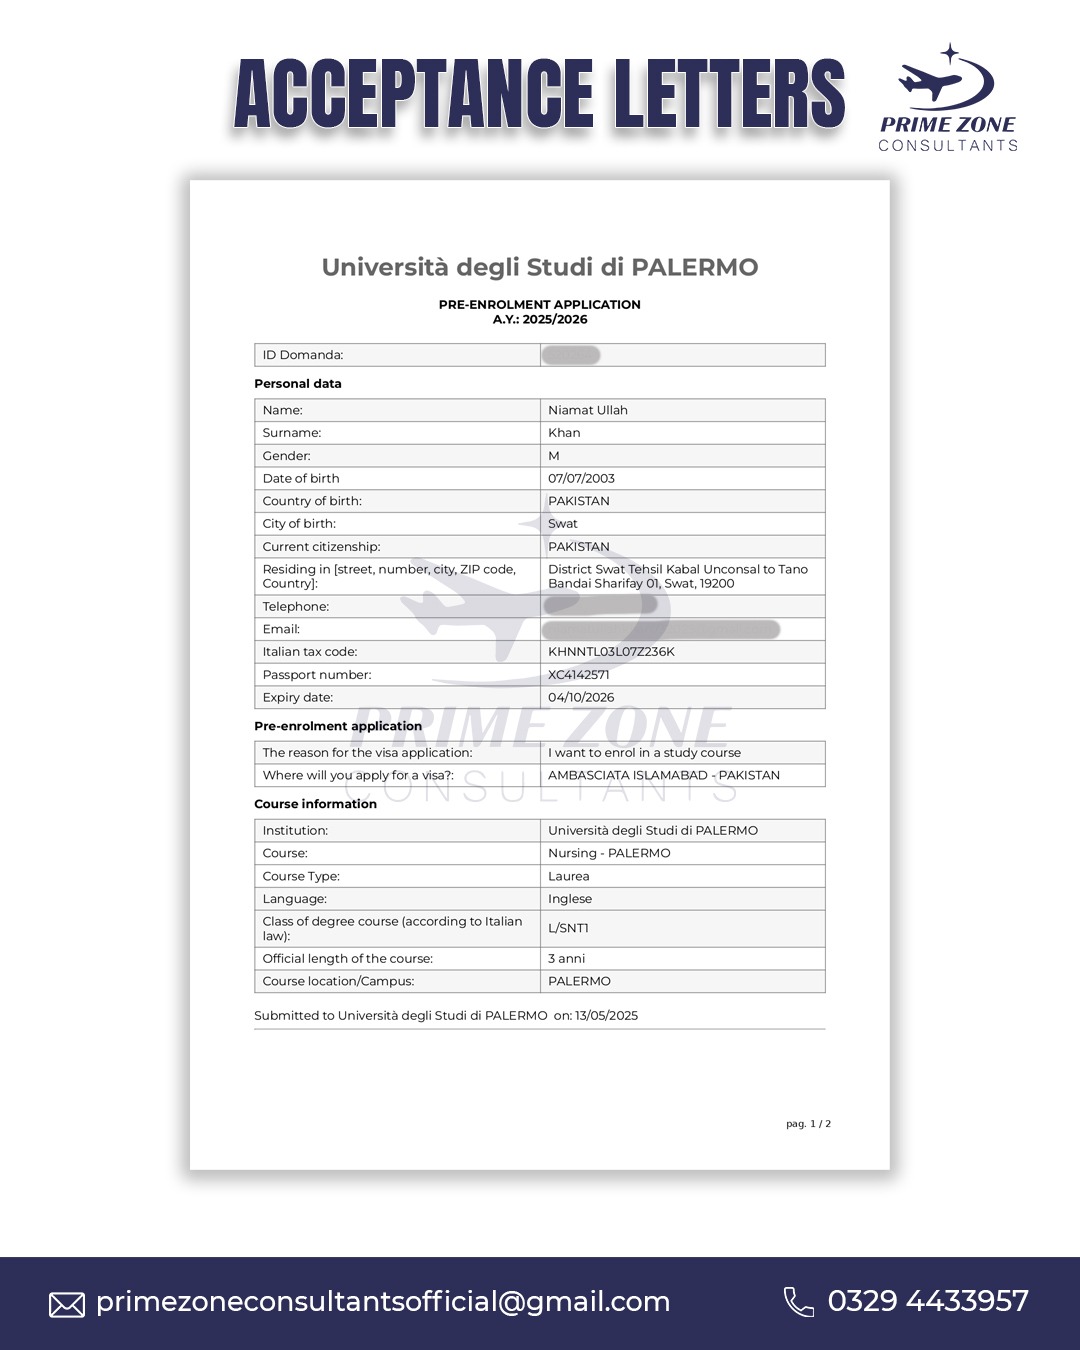 ACCEPTANCE LETTERS
PRIME ZONE
CONSULTANTS
Università degli Studi di PALERMO
PRE-ENROLMENT APPLICATION
A.Y.: 2025/2026
ID Domanda:
Personal data
Name: Niamat Ullah
Surname: Khan
Gender: M
Date of birth 07/07/2003
Country of birth: PAKISTAN
City of birth: Swat
Current citizenship: PAKISTAN
Residing in [street, number, city, ZIP code, District Swat Tehsil Kabal Unconsal to Tano
Country]: Bandai Sharifay 01, Swat, 19200
Telephone:
Email:
Italian tax code: KHNNTL03L07Z236K
Passport number: XC4142571
Expiry date: 04/10/2026
Pre-enrolment application
PRIME ZONE
The reason for the visa application: I want to enrol in a study course
Where will you apply for a visa?: AMBASCIATA ISLAMABAD - PAKISTAN
CONSULTANTS
Course information
Institution: Università degli Studi di PALERMO
Course: Nursing - PALERMO
Course Type: Laurea
Language: Inglese
Class of degree course (according to Italian
law): L/SNT1
Official length of the course: 3 anni
Course location/Campus: PALERMO
Submitted to Università degli Studi di PALERMO on: 13/05/2025
pag. 1 / 2
primezoneconsultantsofficial@gmail.com
0329 4433957